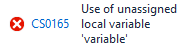 Use of unassigned
CS0165 local variable
'variable'